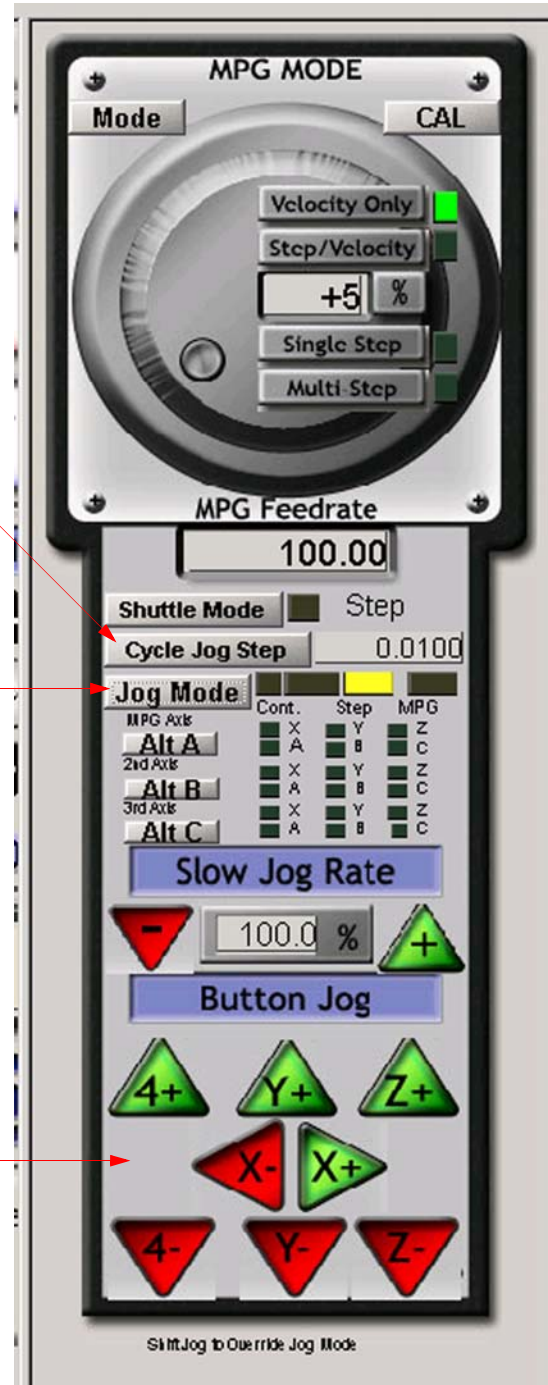 MPG MODE
Mode CAL
Velocity Only
Step/Velocity
+5 %
Single Step
Multi-Step
MPG Feedrate
100.00
Shuttle Mode Step
Cycle Jog Step 0.0100
Jog Mode
Cont. Step MPG
MPG Axis
X Y Z
Alt A
A B C
2nd Axis
X Y Z
Alt B
A B C
3rd Axis
X Y Z
Alt C
A B C
Slow Jog Rate
- 100.0 % +
Button Jog
4+ Y+ Z+
X- X+
4- Y- Z-
Shift Jog to Override Jog Mode